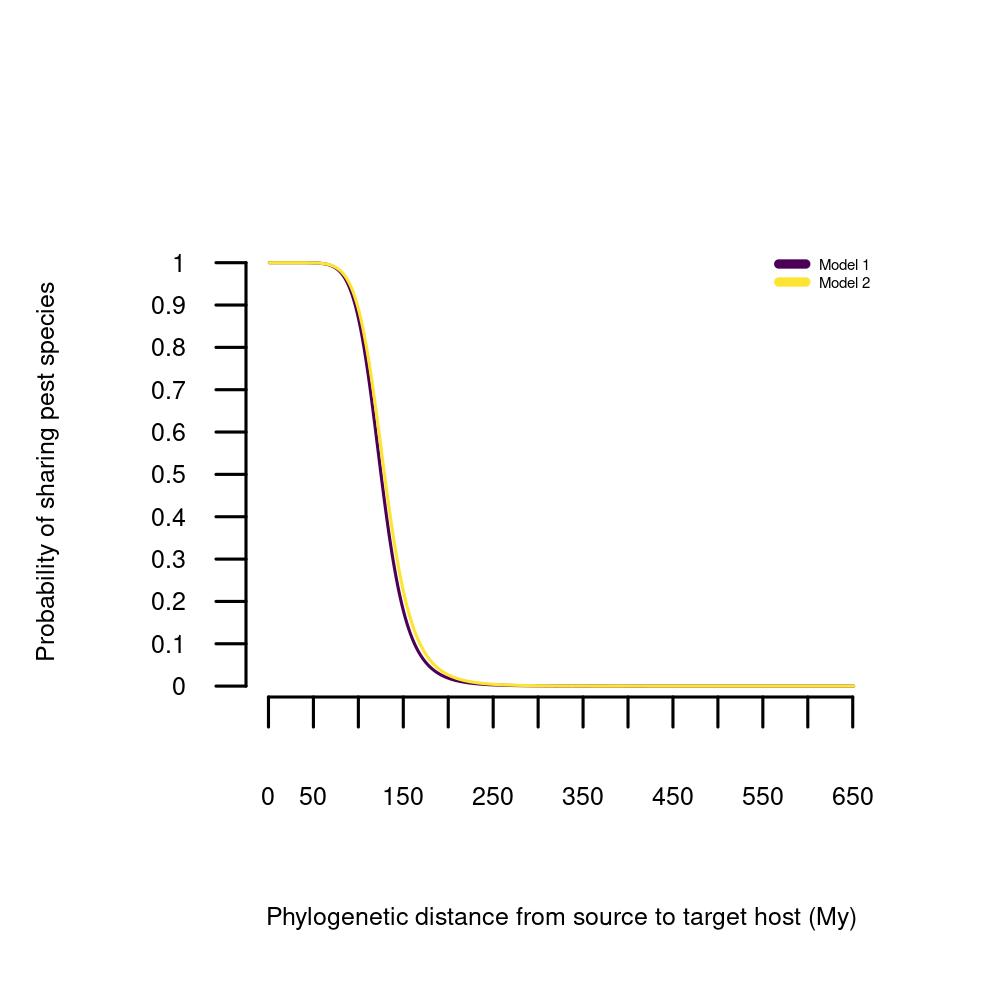 Model 1
Model 2
Probability of sharing pest species
1
0.9
0.8
0.7
0.6
0.5
0.4
0.3
0.2
0.1
0
0 50 150 250 350 450 550 650
Phylogenetic distance from source to target host (My)